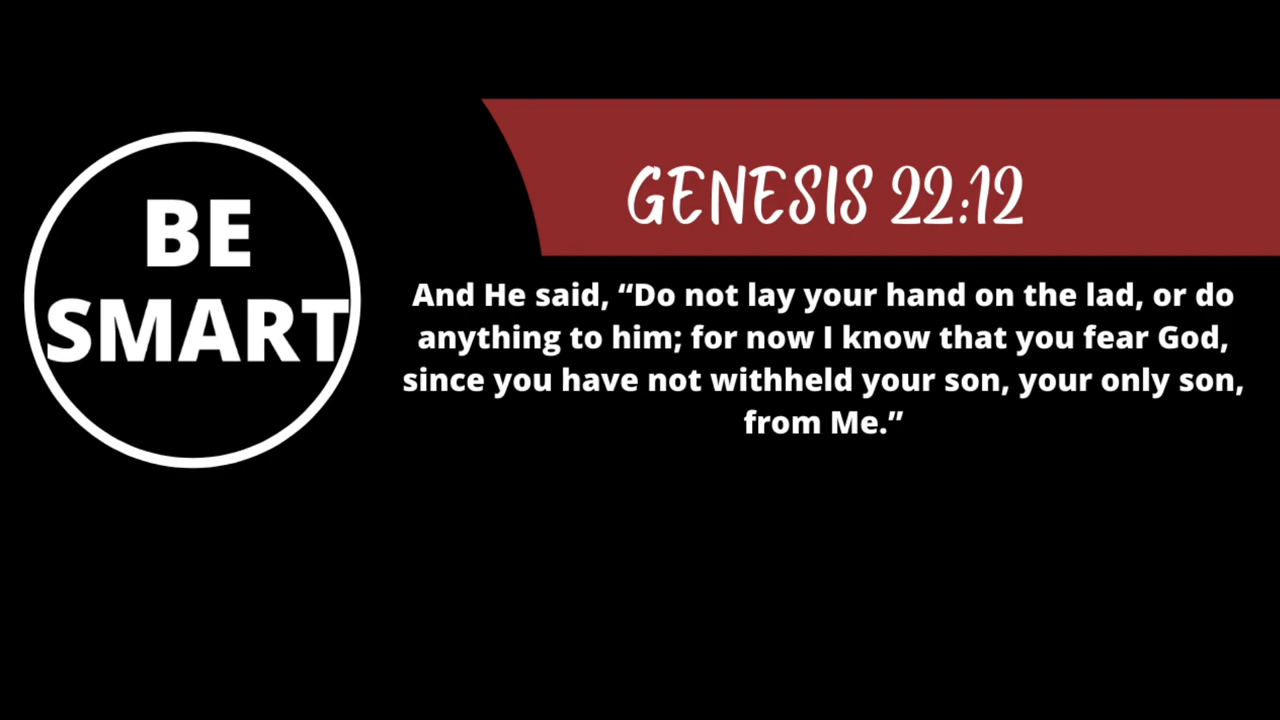 BE
SMART
GENESIS 22:12
And He said, “Do not lay your hand on the lad, or do
anything to him; for now I know that you fear God,
since you have not withheld your son, your only son,
from Me.”